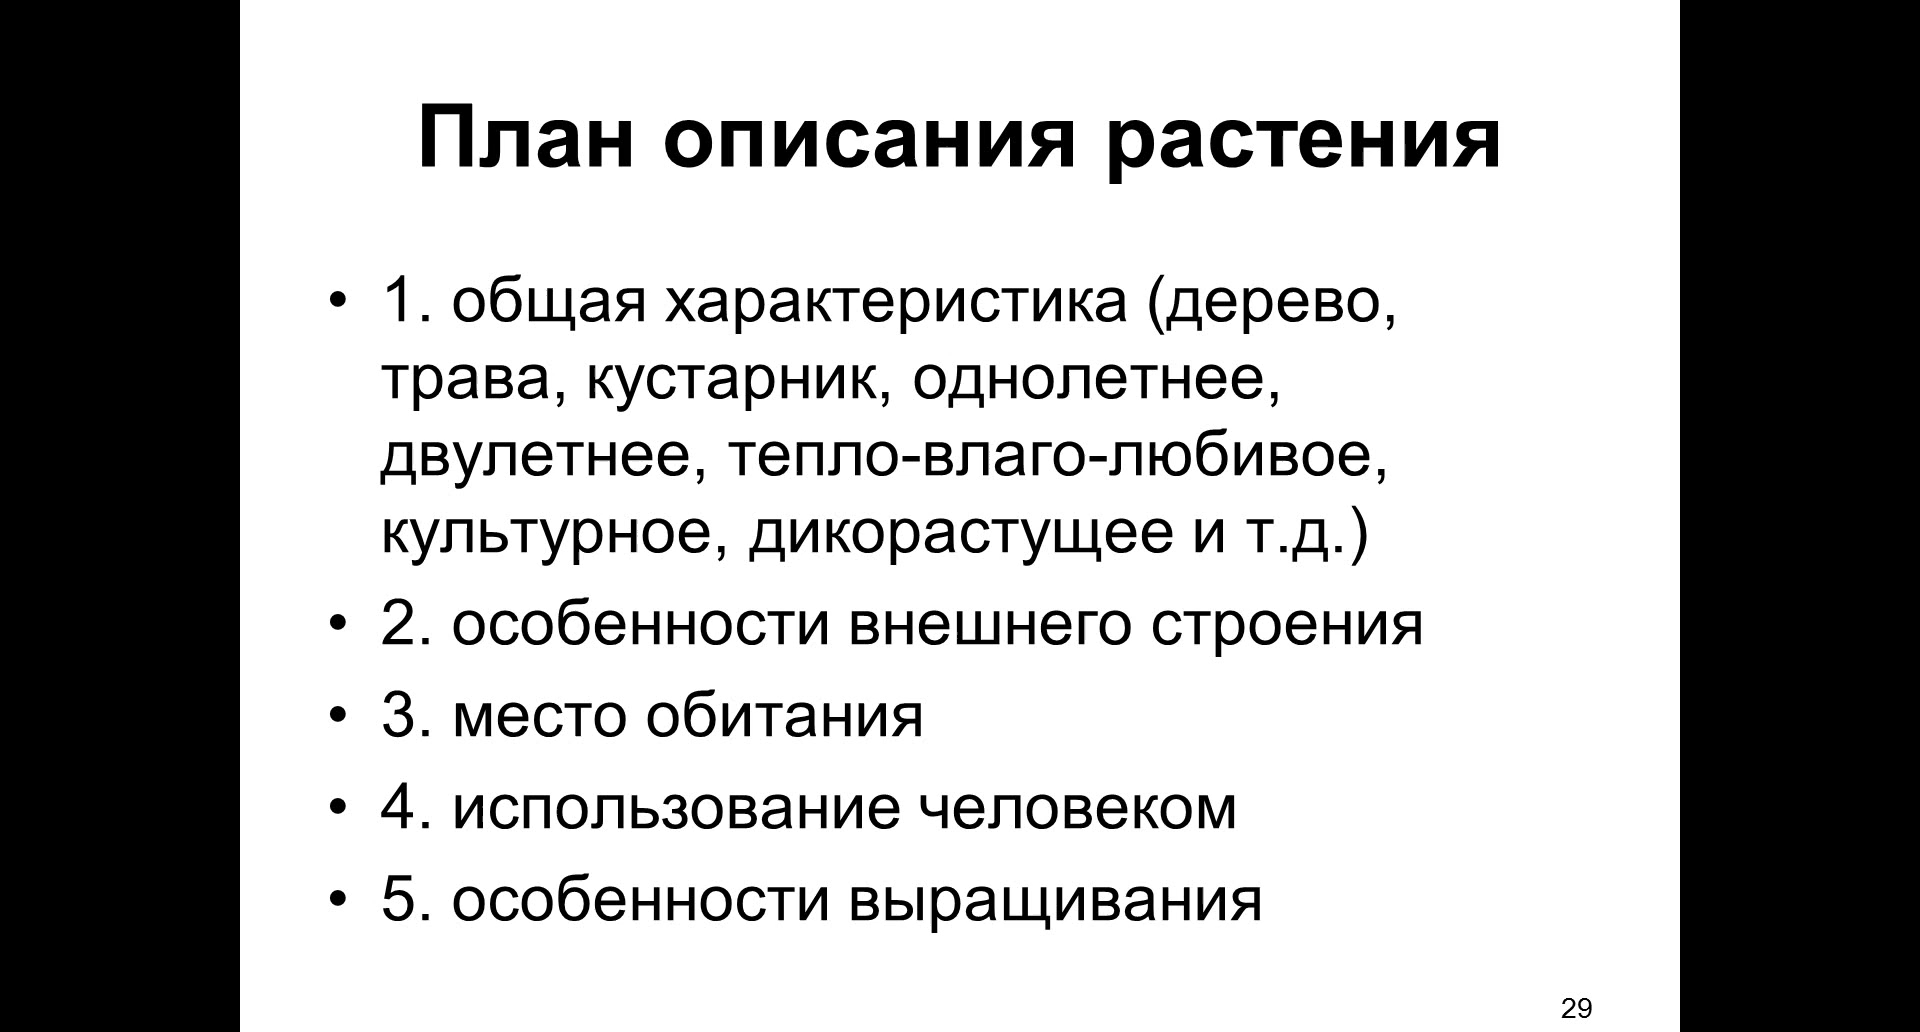 План описания растения
• 1. общая характеристика (дерево,
трава, кустарник, однолетнее,
двулетнее, тепло-влаго-любивое,
культурное, дикорастущее и т.д.)
• 2. особенности внешнего строения
• 3. место обитания
• 4. использование человеком
• 5. особенности выращивания
29